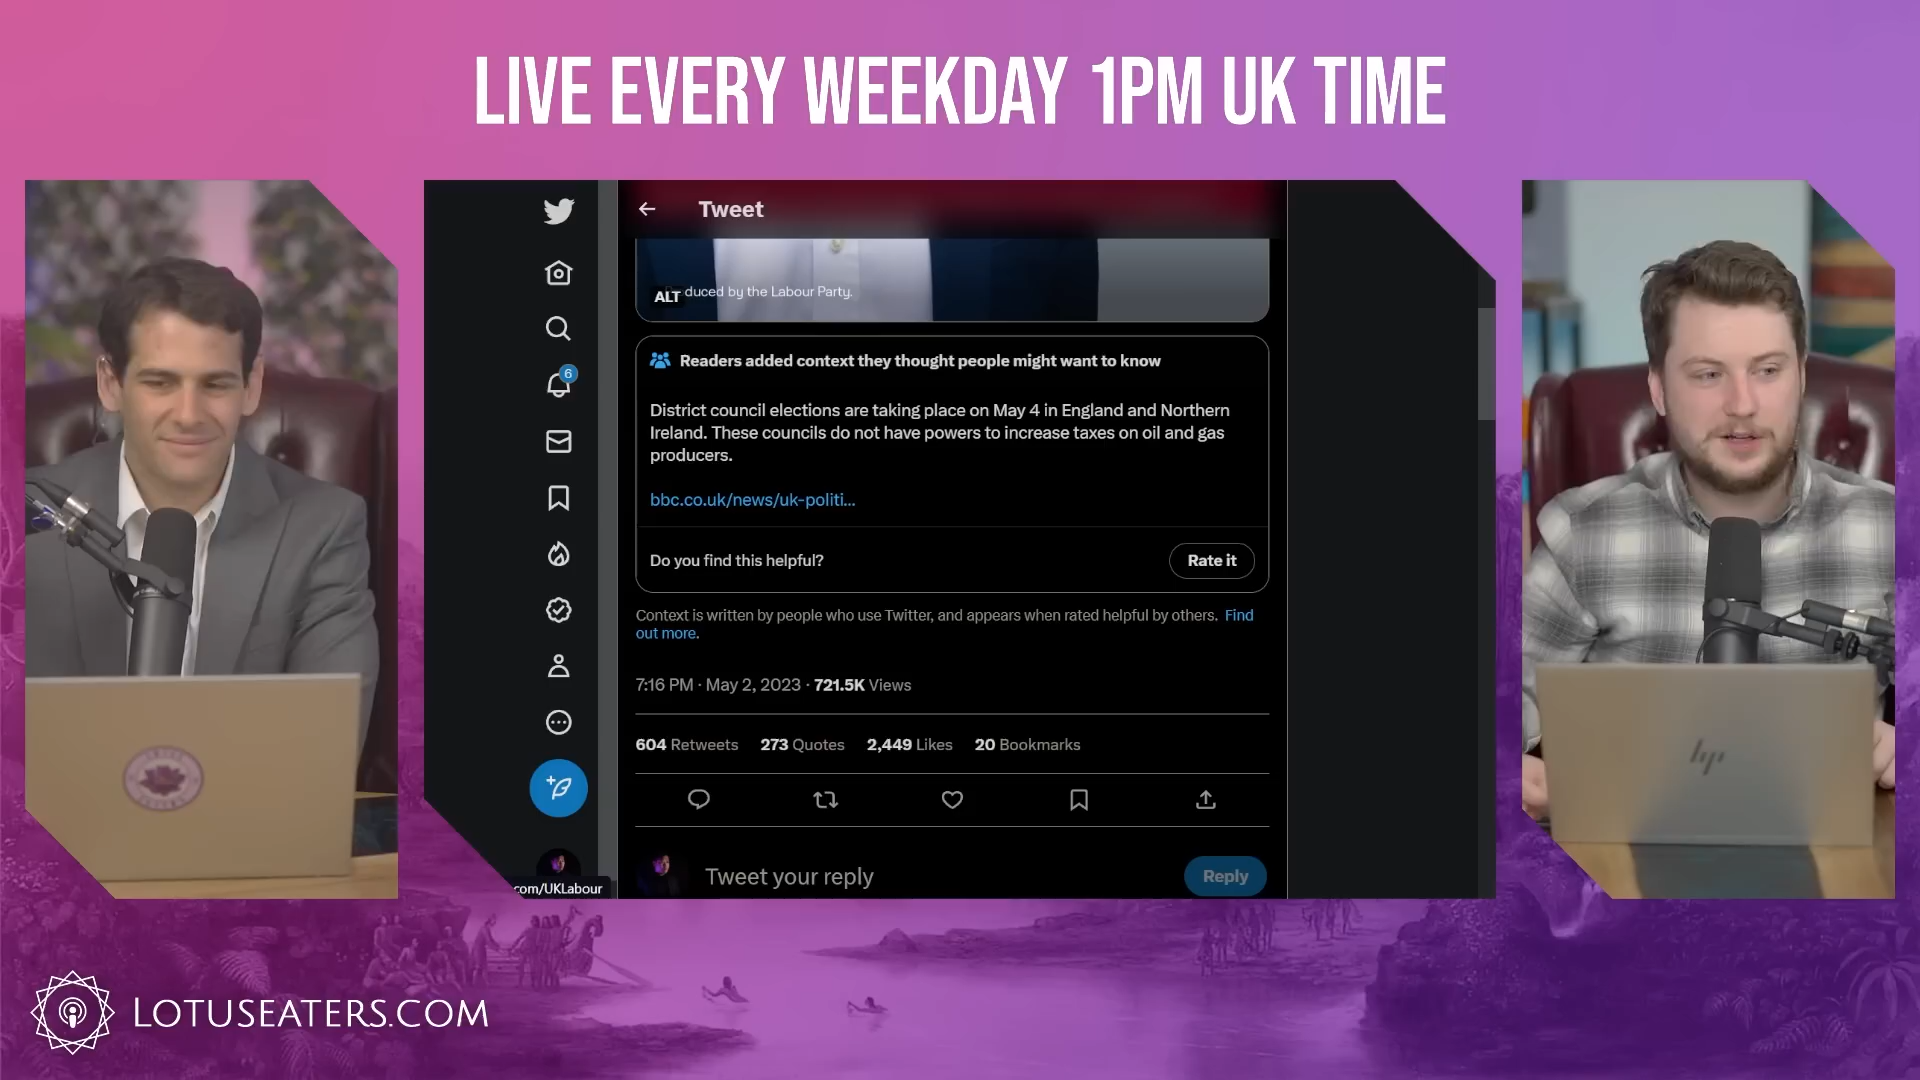 LIVE EVERY WEEKDAY 1PM UK TIME
Tweet
ALT
duced by the Labour Party.
6
Readers added context they thought people might want to know
District council elections are taking place on May 4 in England and Northern
Ireland. These councils do not have powers to increase taxes on oil and gas
producers.
bbc.co.uk/news/uk-politi...
Do you find this helpful?
Rate it
Context is written by people who use Twitter, and appears when rated helpful by others. Find
out more.
7:16 PM · May 2, 2023 · 721.5K Views
604 Retweets 273 Quotes 2,449 Likes 20 Bookmarks
Tweet your reply
Reply
com/UKLabour
hp
LOTUSEATERS.COM